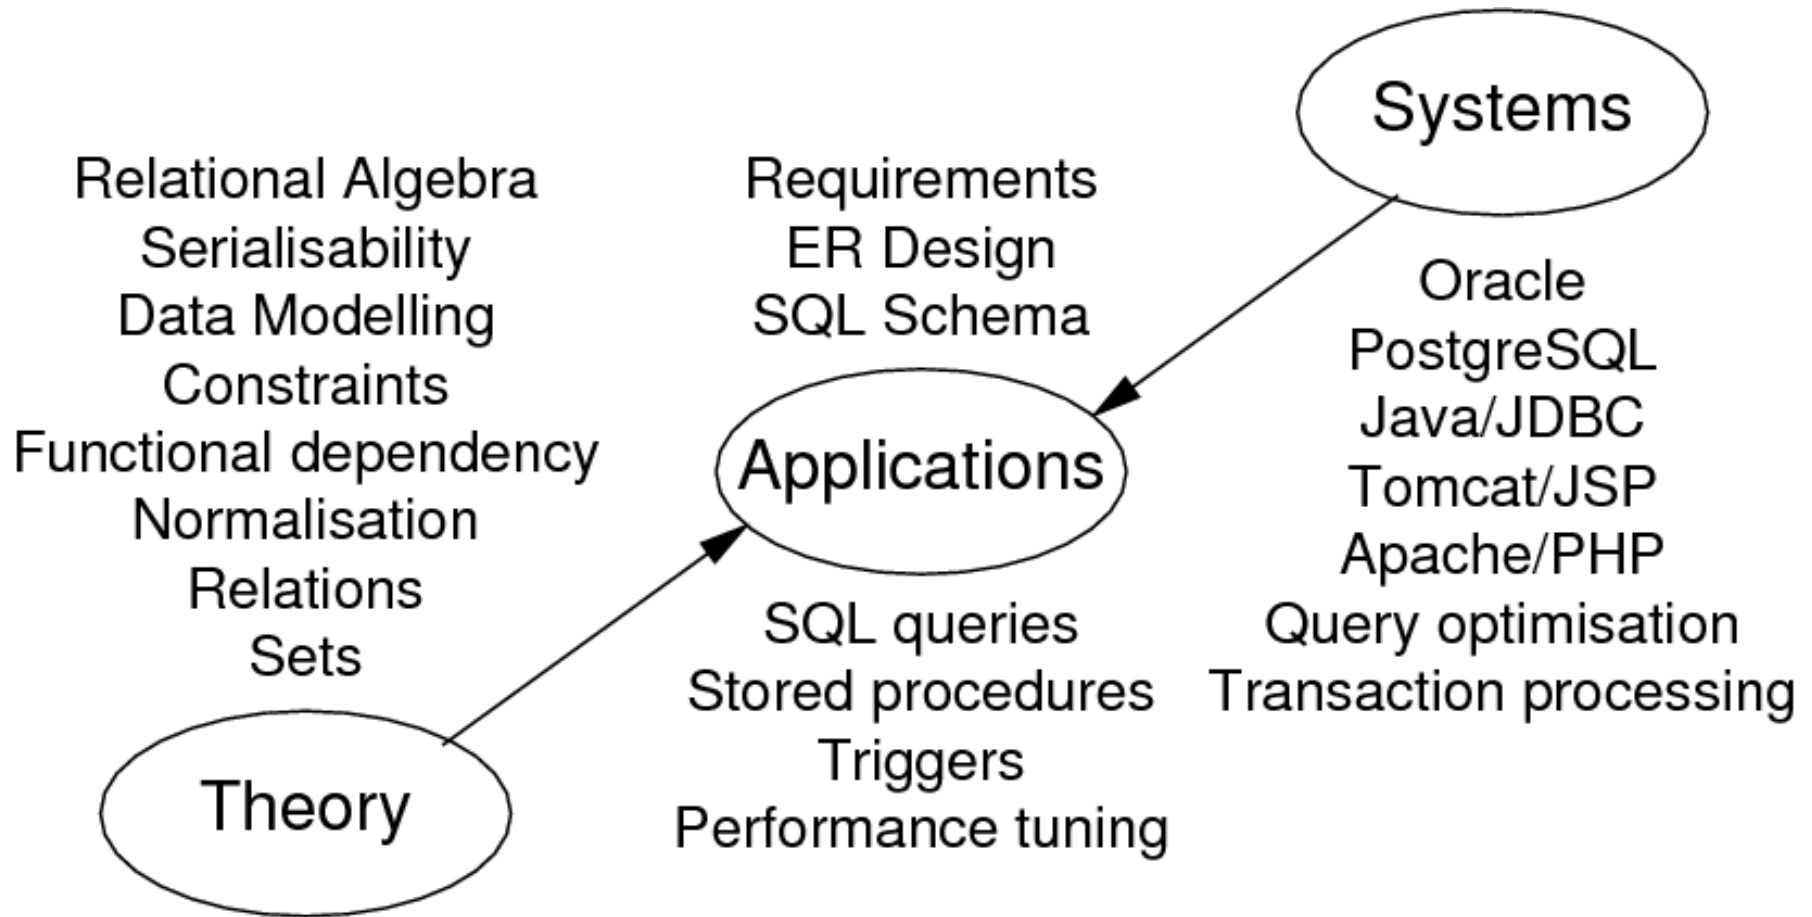 Relational Algebra
Serialisability
Data Modelling
Constraints
Functional dependency
Normalisation
Relations
Sets
Theory
Requirements
ER Design
SQL Schema
Applications
SQL queries
Stored procedures
Triggers
Performance tuning
Systems
Oracle
PostgreSQL
Java/JDBC
Tomcat/JSP
Apache/PHP
Query optimisation
Transaction processing